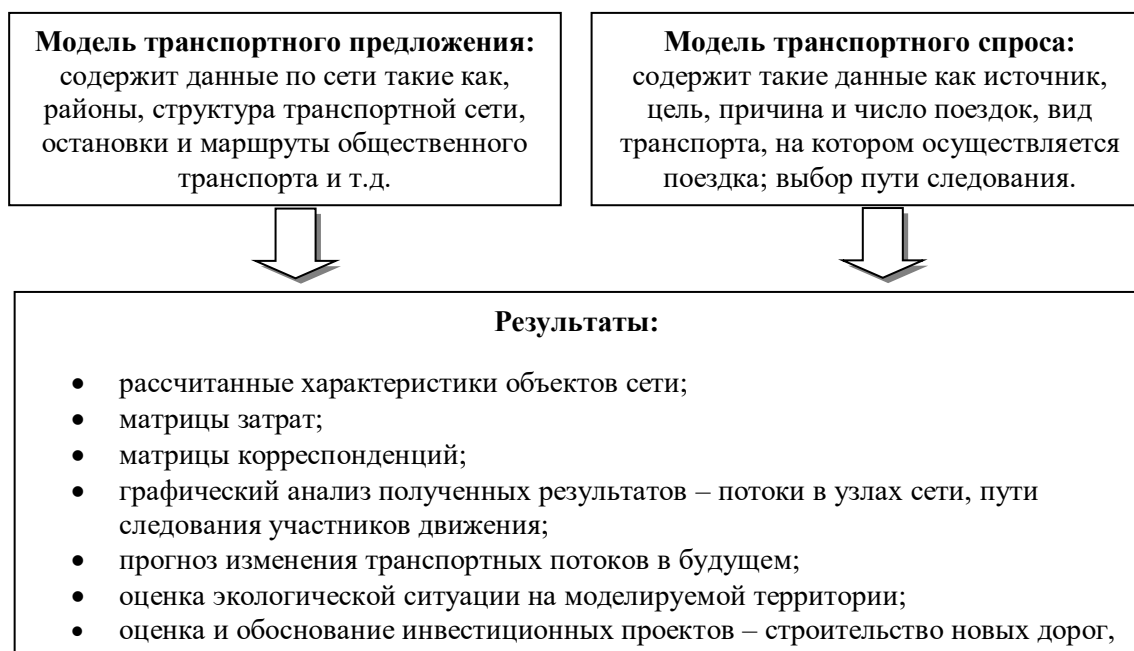 Модель транспортного предложения:
содержит данные по сети такие как,
районы, структура транспортной сети,
остановки и маршруты общественного
транспорта и т.д.
Модель транспортного спроса:
содержит такие данные как источник,
цель, причина и число поездок, вид
транспорта, на котором осуществляется
поездка; выбор пути следования.
Результаты:
• рассчитанные характеристики объектов сети;
• матрицы затрат;
• матрицы корреспонденций;
• графический анализ полученных результатов – потоки в узлах сети, пути
следования участников движения;
• прогноз изменения транспортных потоков в будущем;
• оценка экологической ситуации на моделируемой территории;
• оценка и обоснование инвестиционных проектов – строительство новых дорог,